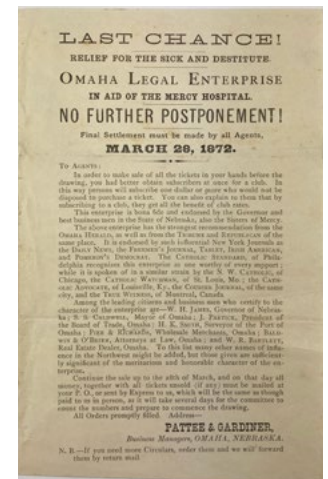 LAST CHANCE!
RELIEF FOR THE SICK AND DESTITUTE.
OMAHA LEGAL ENTERPRISE
IN AID OF THE MERCY HOSPITAL.
NO FURTHER POSTPONEMENT!
Final Settlement must be made by all Agents,
MARCH 28, 1872.
TO AGENTS:
In order to make sale of all the tickets in your hands before the
drawing, you had better obtain subscribers at once for a club. In
this way persons will subscribe one dollar or more who would not be
disposed to purchase a ticket. You can also explain to them that by
subscribing to a club, they get all the benefit of club rates.
This enterprise is bona fide and endorsed by the Governor and
best business men in the State of Nebraska, also the Sisters of Mercy.
The above enterprise has the strongest recommendation from the
OMAHA HERALD, as well as from the TRIBUNE AND REPUBLICAN of the
same place. It is endorsed by such influential New York Journals as
the DAILY NEWS, the FREEMEN'S JOURNAL, TABLET, IRISH AMERICAN,
and POMEROY'S DEMOCRAT. The CATHOLIC STANDARD, of Phila-
delphia recognizes this enterprise as one worthy of every support;
while it is spoken of in a similar strain by the N. W. CATHOLIC, of
Chicago, the CATHOLIC WATCHMAN, of St. Louis, Mo.; the CATH-
OLIC ADVOCATE, of Louisville, Ky., the COURIER JOURNAL, of the same
city, and the TRUE WITNESS, of Montreal, Canada.
Among the leading citizens and business men who certify to the
character of the enterprise are—W. H. JAMES, Governor of Nebras-
ka; S. S. CALDWELL, Mayor of Omaha; J. PATRICK, President of
the Board of Trade, Omaha; H. K. SMITH, Surveyor of the Port of
Omaha; Wholesale Merchants, Omaha; BALD-
WIN & O'BRIEN, Attorneys at Law, Omaha; and W. R. BARTLETT,
Real Estate Dealer, Omaha. To this list many other names of influ-
ence in the Northwest might be added, but those given are sufficient-
ly significant of the meritorious and honorable character of the en-
terprise.
Continue the sale up to the 28th of March, and on that day all
money, together with all tickets unsold (if any) must be mailed at
your P. O., or sent by Express to us, which will be the same as though
paid to us in person, as it will take several days for the committee to
count the numbers and prepare to commence the drawing.
All Orders promptly filled. Address—
PATTEE & GARDINER,
Business Managers, OMAHA, NEBRASKA.
N. B.—If you need more Circulars, order them and we will forward
them by return mail